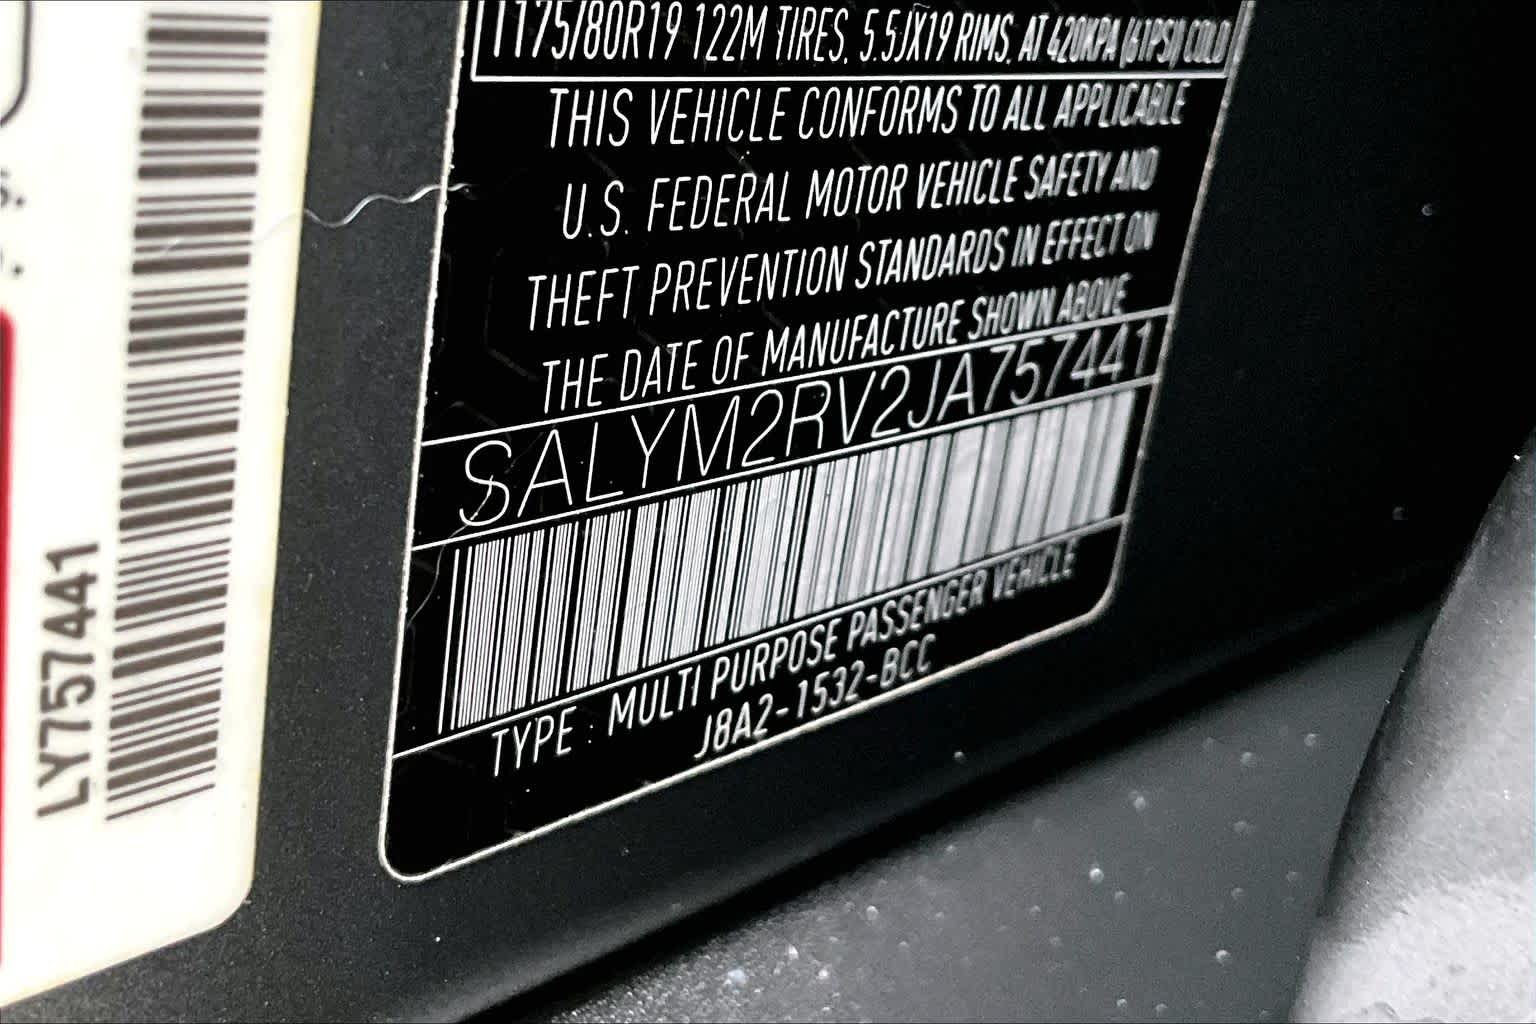 T175/80R19 122M TIRES, 5.5JX19 RIMS, AT 420KPA (61PSI) COLD
THIS VEHICLE CONFORMS TO ALL APPLICABLE
U.S. FEDERAL MOTOR VEHICLE SAFETY AND
THEFT PREVENTION STANDARDS IN EFFECT ON
THE DATE OF MANUFACTURE SHOWN ABOVE
SALYM2RV2JA757441
TYPE : MULTI PURPOSE PASSENGER VEHICLE
J8A2-1532-BCC
LY757441